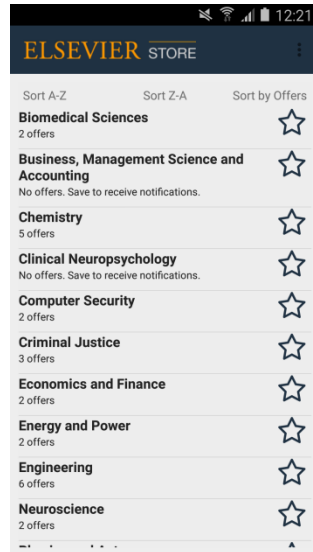 12:21
ELSEVIER STORE
Sort A-Z Sort Z-A Sort by Offers
Biomedical Sciences
2 offers
Business, Management Science and
Accounting
No offers. Save to receive notifications.
Chemistry
5 offers
Clinical Neuropsychology
No offers. Save to receive notifications.
Computer Security
2 offers
Criminal Justice
3 offers
Economics and Finance
2 offers
Energy and Power
2 offers
Engineering
6 offers
Neuroscience
2 offers